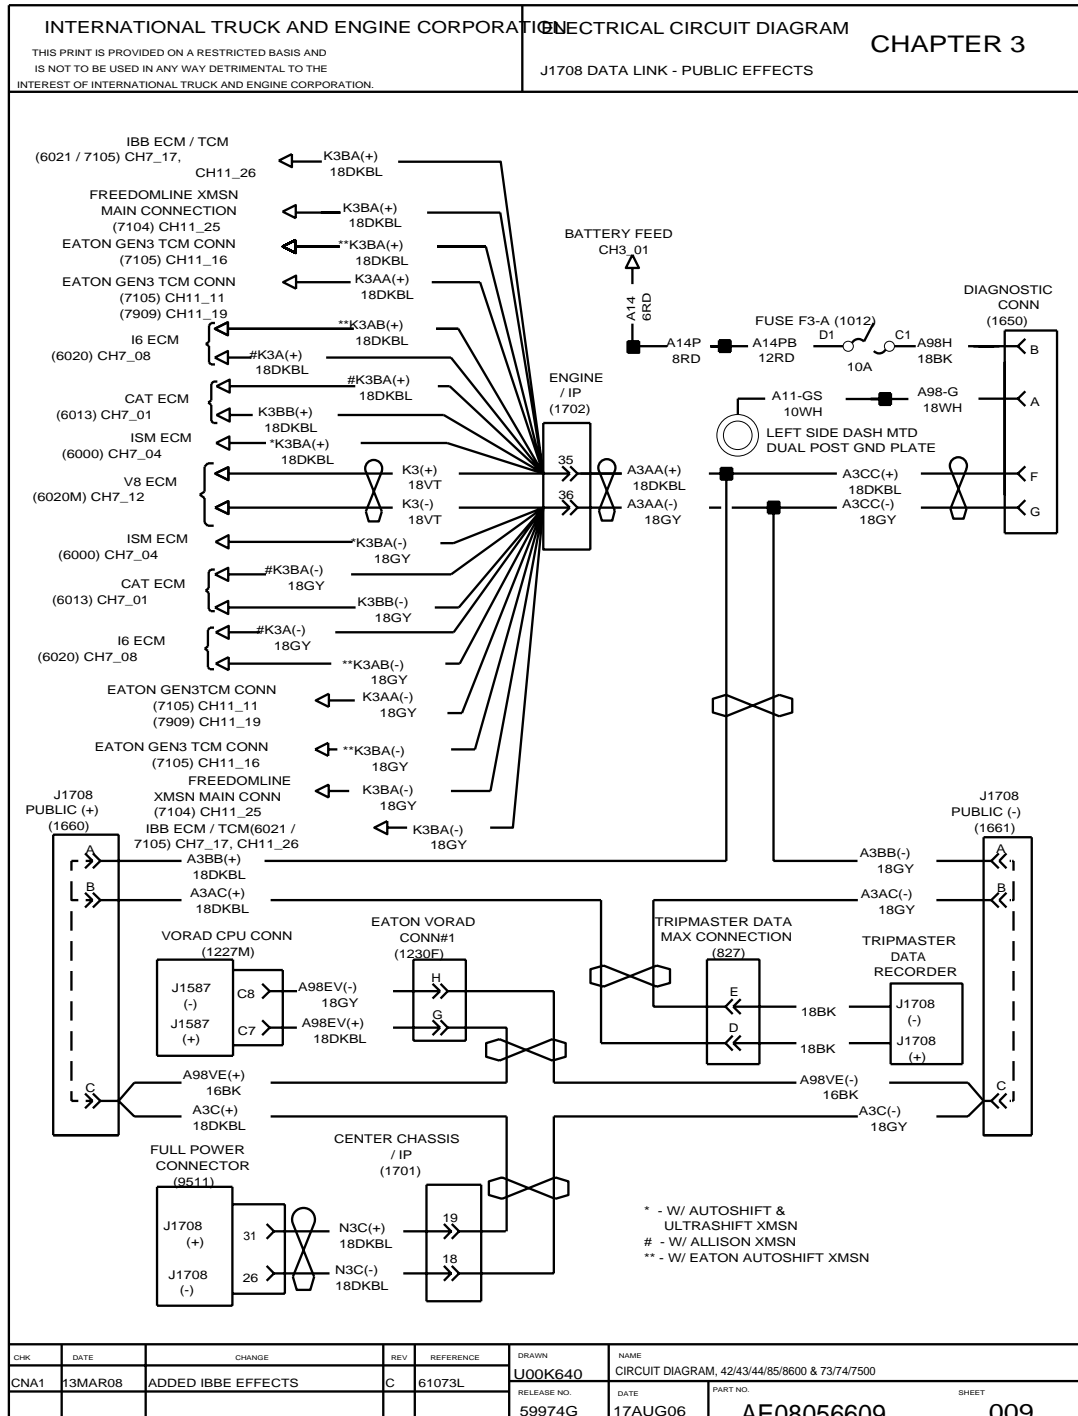 INTERNATIONAL TRUCK AND ENGINE CORPORATION
THIS PRINT IS PROVIDED ON A RESTRICTED BASIS AND
IS NOT TO BE USED IN ANY WAY DETRIMENTAL TO THE
INTEREST OF INTERNATIONAL TRUCK AND ENGINE CORPORATION.
ELECTRICAL CIRCUIT DIAGRAM
J1708 DATA LINK - PUBLIC EFFECTS
CHAPTER 3
IBB ECM / TCM
(6021 / 7105) CH7_17,
CH11_26
K3BA(+)
18DKBL
FREEDOMLINE XMSN
MAIN CONNECTION
(7104) CH11_25
K3BA(+)
18DKBL
EATON GEN3 TCM CONN
(7105) CH11_16
**K3BA(+)
18DKBL
EATON GEN3 TCM CONN
(7105) CH11_11
(7909) CH11_19
K3AA(+)
18DKBL
I6 ECM
(6020) CH7_08
**K3AB(+)
18DKBL
#K3A(+)
18DKBL
CAT ECM
(6013) CH7_01
#K3BA(+)
18DKBL
K3BB(+)
18DKBL
ISM ECM
(6000) CH7_04
*K3BA(+)
18DKBL
V8 ECM
(6020M) CH7_12
K3(+)
18VT
K3(-)
18VT
ISM ECM
(6000) CH7_04
*K3BA(-)
18GY
CAT ECM
(6013) CH7_01
#K3BA(-)
18GY
K3BB(-)
18GY
I6 ECM
(6020) CH7_08
#K3A(-)
18GY
**K3AB(-)
18GY
EATON GEN3TCM CONN
(7105) CH11_11
(7909) CH11_19
K3AA(-)
18GY
EATON GEN3 TCM CONN
(7105) CH11_16
**K3BA(-)
18GY
FREEDOMLINE
XMSN MAIN CONN
(7104) CH11_25
K3BA(-)
18GY
IBB ECM / TCM(6021 /
7105) CH7_17, CH11_26
K3BA(-)
18GY
ENGINE
/ IP
(1702)
35
36
A3AA(+)
18DKBL
A3AA(-)
18GY
BATTERY FEED
CH3_01
A14
6RD
A14P
8RD
A14PB
12RD
FUSE F3-A (1012)
D1
C1
10A
A98H
18BK
DIAGNOSTIC
CONN
(1650)
B
A
F
G
A11-GS
10WH
A98-G
18WH
LEFT SIDE DASH MTD
DUAL POST GND PLATE
A3CC(+)
18DKBL
A3CC(-)
18GY
J1708
PUBLIC (+)
(1660)
A
B
C
A3BB(+)
18DKBL
A3AC(+)
18DKBL
J1708
PUBLIC (-)
(1661)
A
B
C
A3BB(-)
18GY
A3AC(-)
18GY
VORAD CPU CONN
(1227M)
J1587
(-)
J1587
(+)
C8
C7
A98EV(-)
18GY
A98EV(+)
18DKBL
EATON VORAD
CONN#1
(1230F)
H
G
TRIPMASTER DATA
MAX CONNECTION
(827)
E
D
18BK
18BK
TRIPMASTER
DATA
RECORDER
J1708
(-)
J1708
(+)
A98VE(+)
16BK
A3C(+)
18DKBL
A98VE(-)
16BK
A3C(-)
18GY
FULL POWER
CONNECTOR
(9511)
J1708
(+)
J1708
(-)
31
26
N3C(+)
18DKBL
N3C(-)
18DKBL
CENTER CHASSIS
/ IP
(1701)
19
18
* - W/ AUTOSHIFT &
ULTRASHIFT XMSN
# - W/ ALLISON XMSN
** - W/ EATON AUTOSHIFT XMSN
CHK DATE CHANGE REV REFERENCE
CNA1 13MAR08 ADDED IBBE EFFECTS C 61073L
DRAWN
U00K640
NAME
CIRCUIT DIAGRAM, 42/43/44/85/8600 & 73/74/7500
RELEASE NO.
59974G
DATE
17AUG06
PART NO.
AE08056609
SHEET
009